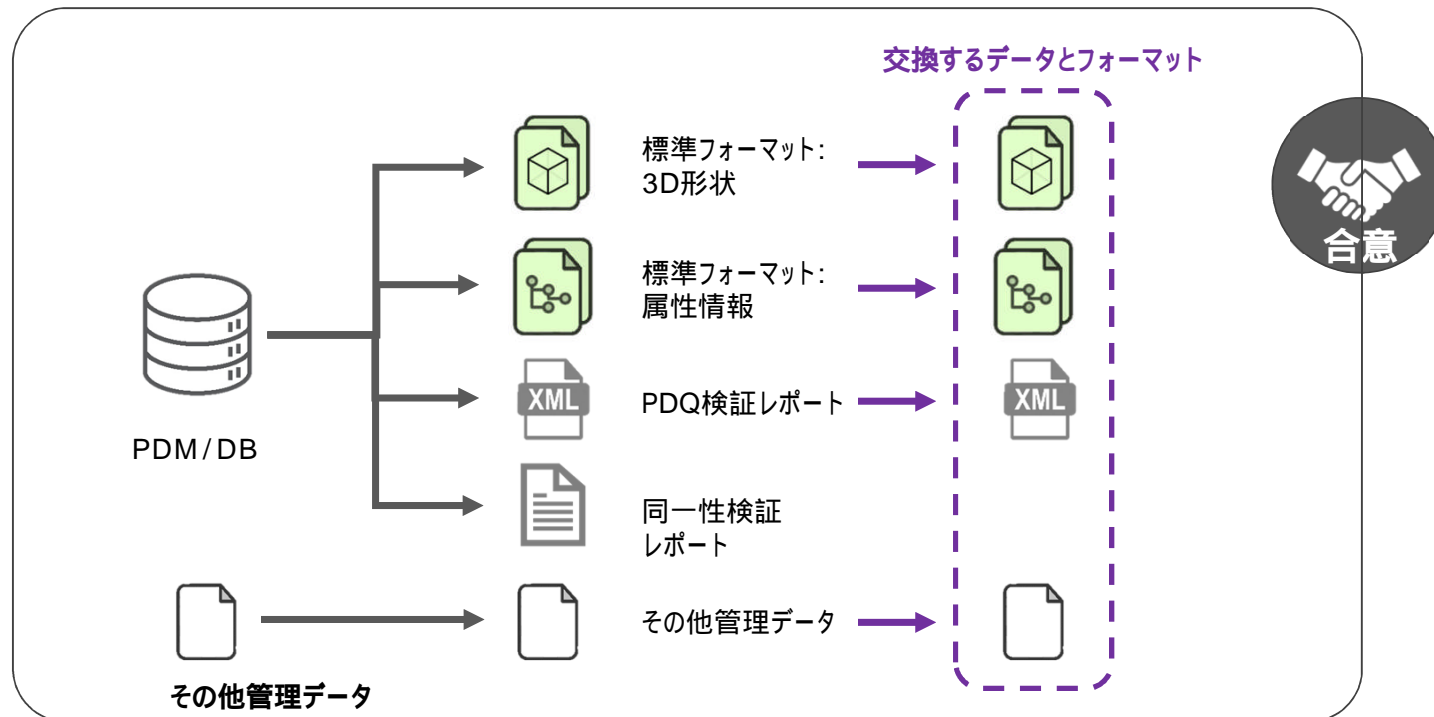 交換するデータとフォーマット
標準フォーマット:
3D形状
合意
標準フォーマット:
属性情報
XML
PDQ検証レポート
XML
PDM/DB
同一性検証
レポート
その他管理データ
その他管理データ